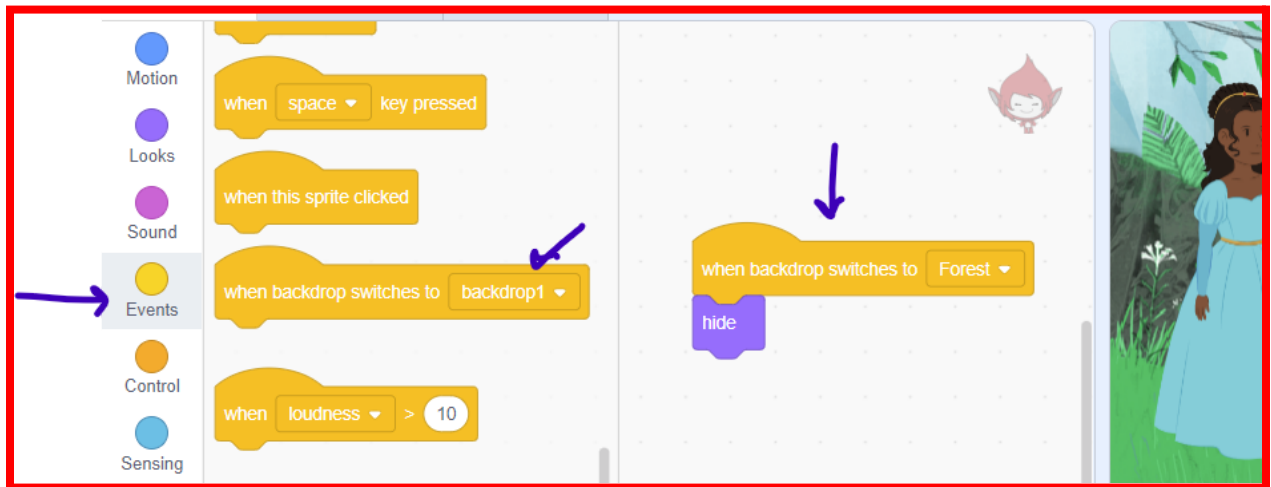 Motion
Looks
Sound
Events
Control
Sensing
when space key pressed
when this sprite clicked
when backdrop switches to backdrop1
when loudness > 10
when backdrop switches to Forest
hide